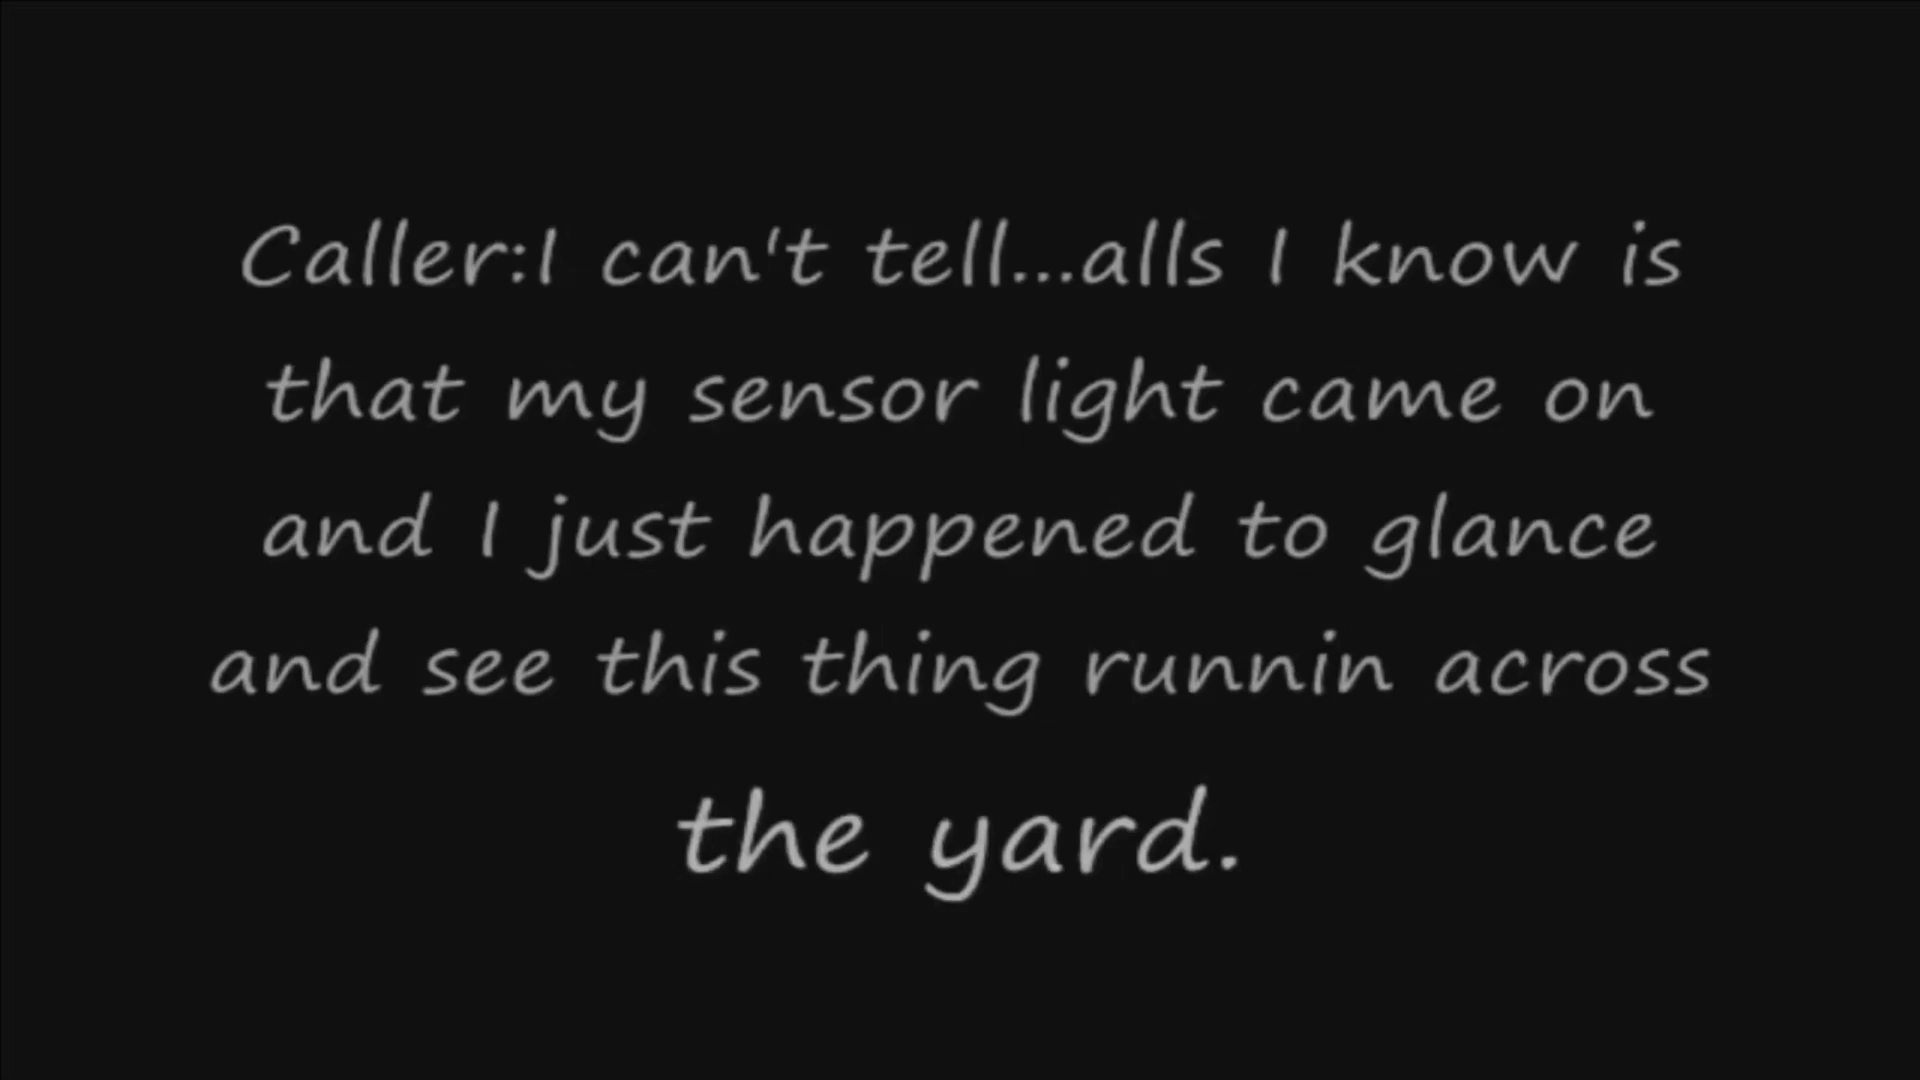 Caller:I can't tell...alls I know is
that my sensor light came on
and I just happened to glance
and see this thing runnin across
the yard.